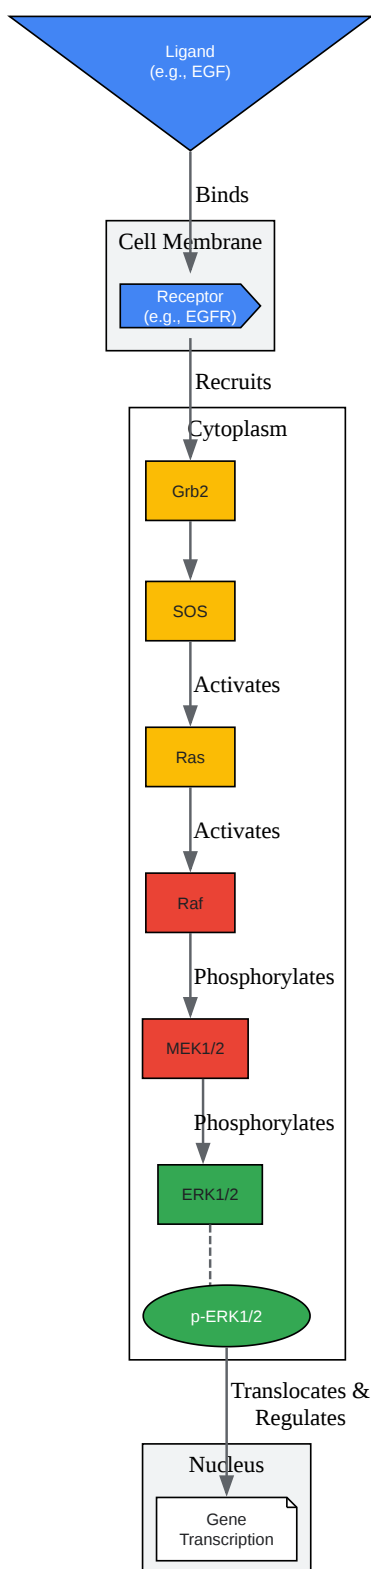 Ligand
(e.g., EGF)
Binds
Cell Membrane
Receptor
(e.g., EGFR)
Recruits
Cytoplasm
Grb2
SOS
Activates
Ras
Activates
Raf
Phosphorylates
MEK1/2
Phosphorylates
ERK1/2
p-ERK1/2
Translocates &
Regulates
Nucleus
Gene
Transcription